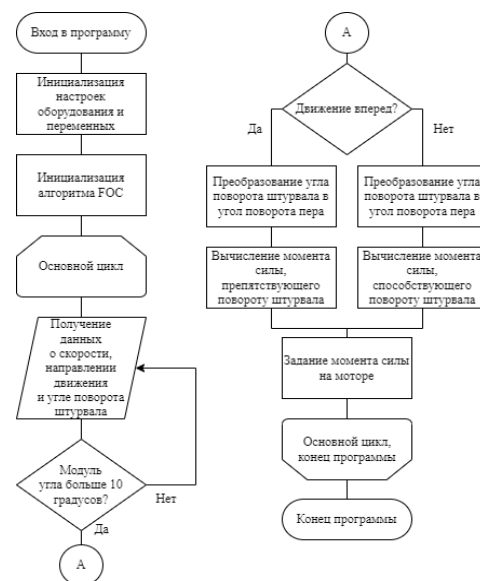 Вход в программу
Инициализация
настроек
оборудования и
переменных
Инициализация
алгоритма FOC
Основной цикл
Получение
данных
о скорости,
направлении
движения
и угле поворота
штурвала
Модуль
угла больше 10
градусов?
Нет
Да
А
А
Движение вперед?
Да
Нет
Преобразование угла
поворота штурвала в
угол поворота пера
Преобразование угла
поворота штурвала в
угол поворота пера
Вычисление момента
силы,
препятствующего
повороту штурвала
Вычисление момента
силы,
способствующего
повороту штурвала
Задание момента силы
на моторе
Основной цикл,
конец программы
Конец программы